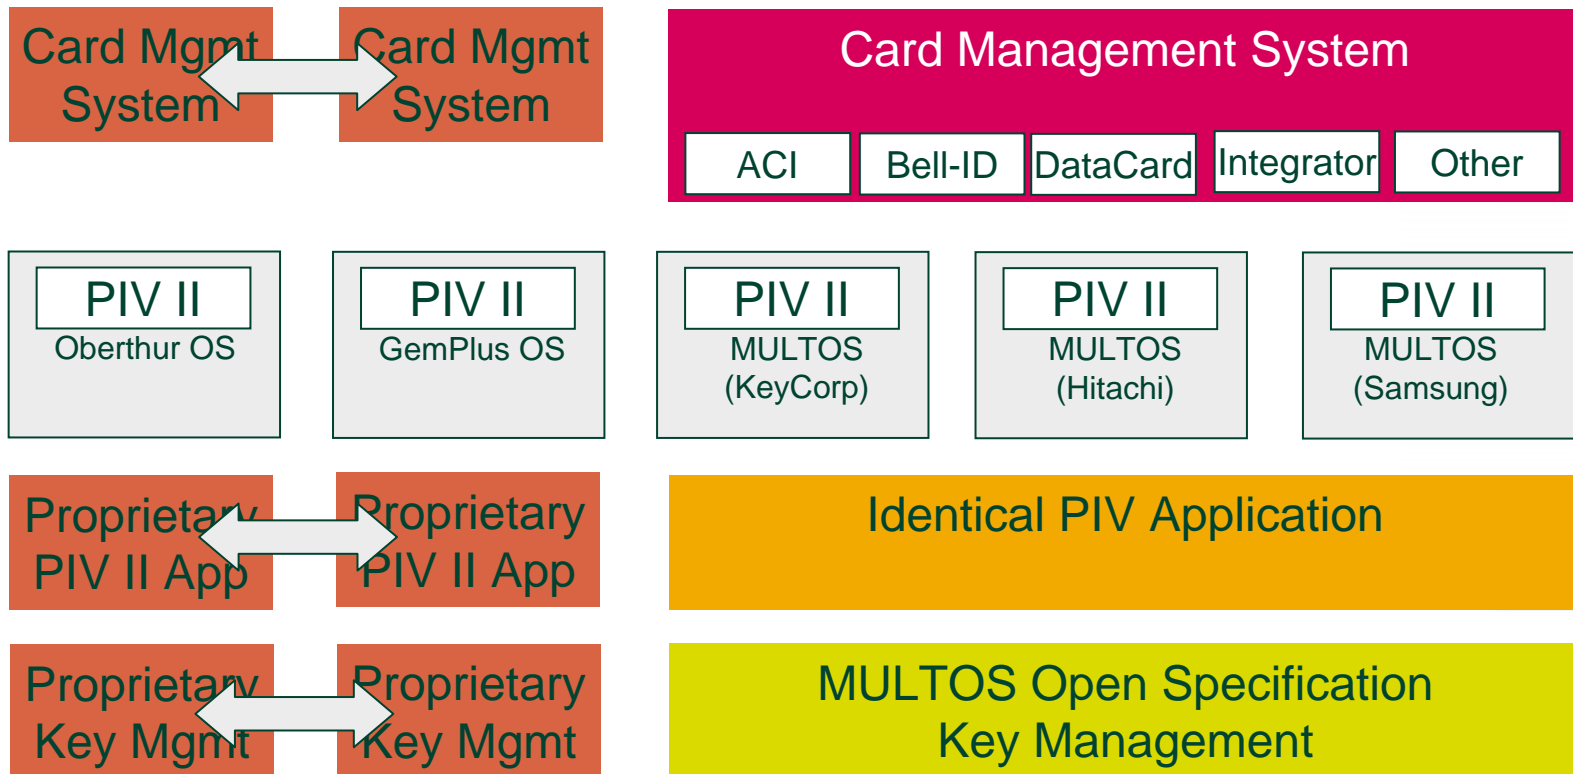 Card Mgmt
System
Card Mgmt
System
Card Management System
ACI
Bell-ID
DataCard
Integrator
Other
PIV II
Oberthur OS
PIV II
GemPlus OS
PIV II
MULTOS
(KeyCorp)
PIV II
MULTOS
(Hitachi)
PIV II
MULTOS
(Samsung)
Proprietary
PIV II App
Proprietary
PIV II App
Identical PIV Application
Proprietary
Key Mgmt
Proprietary
Key Mgmt
MULTOS Open Specification
Key Management